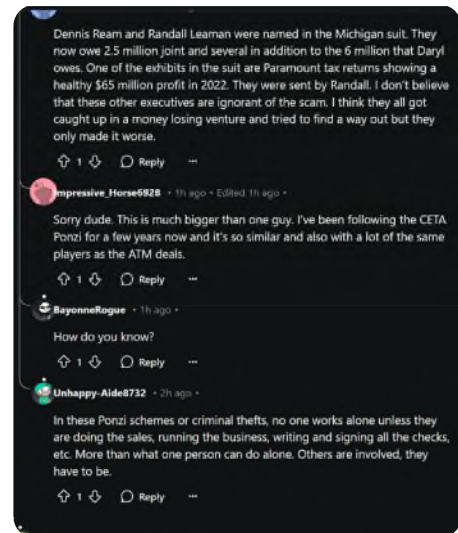 Dennis Ream and Randall Leaman were named in the Michigan suit. They
now owe 2.5 million joint and several in addition to the 6 million that Daryl
owes. One of the exhibits in the suit are Paramount tax returns showing a
healthy $65 million profit in 2022. They were sent by Randall. I don't believe
that these other executives are ignorant of the scam. I think they all got
caught up in a money losing venture and tried to find a way out but they
only made it worse.
1 Reply ...
mpressive_Horse6928 • 1h ago • Edited 1h ago •
Sorry dude. This is much bigger than one guy. I've been following the CETA
Ponzi for a few years now and it's so similar and also with a lot of the same
players as the ATM deals.
1 Reply ...
BayonneRogue • 1h ago •
How do you know?
1 Reply ...
Unhappy-Aide8732 • 2h ago •
In these Ponzi schemes or criminal thefts, no one works alone unless they
are doing the sales, running the business, writing and signing all the checks,
etc. More than what one person can do alone. Others are involved, they
have to be.
1 Reply ...